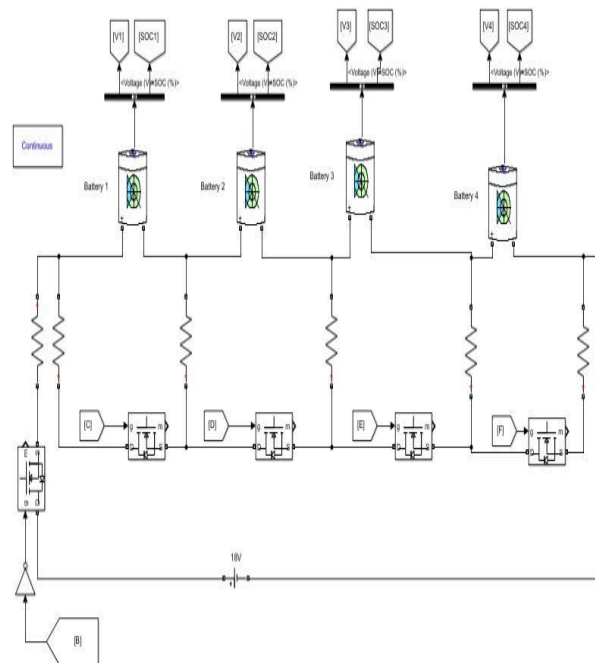 [V1] [SOC1] [V2] [SOC2] [V3] [SOC3] [V4] [SOC4]
<Voltage (V)> <SOC (%)> <Voltage (V)> <SOC (%)> <Voltage (V)> <SOC (%)> <Voltage (V)> <SOC (%)>
Continuous
Battery 1
Battery 2
Battery 3
Battery 4
+ + + +
[C] g m [D] g m [E] g m [F] g m
D S D S D S D S
18V
+
[B]